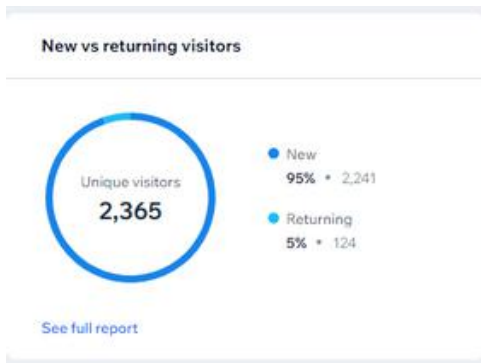 New vs returning visitors
Unique visitors
2,365
New
95% • 2,241
Returning
5% • 124
See full report